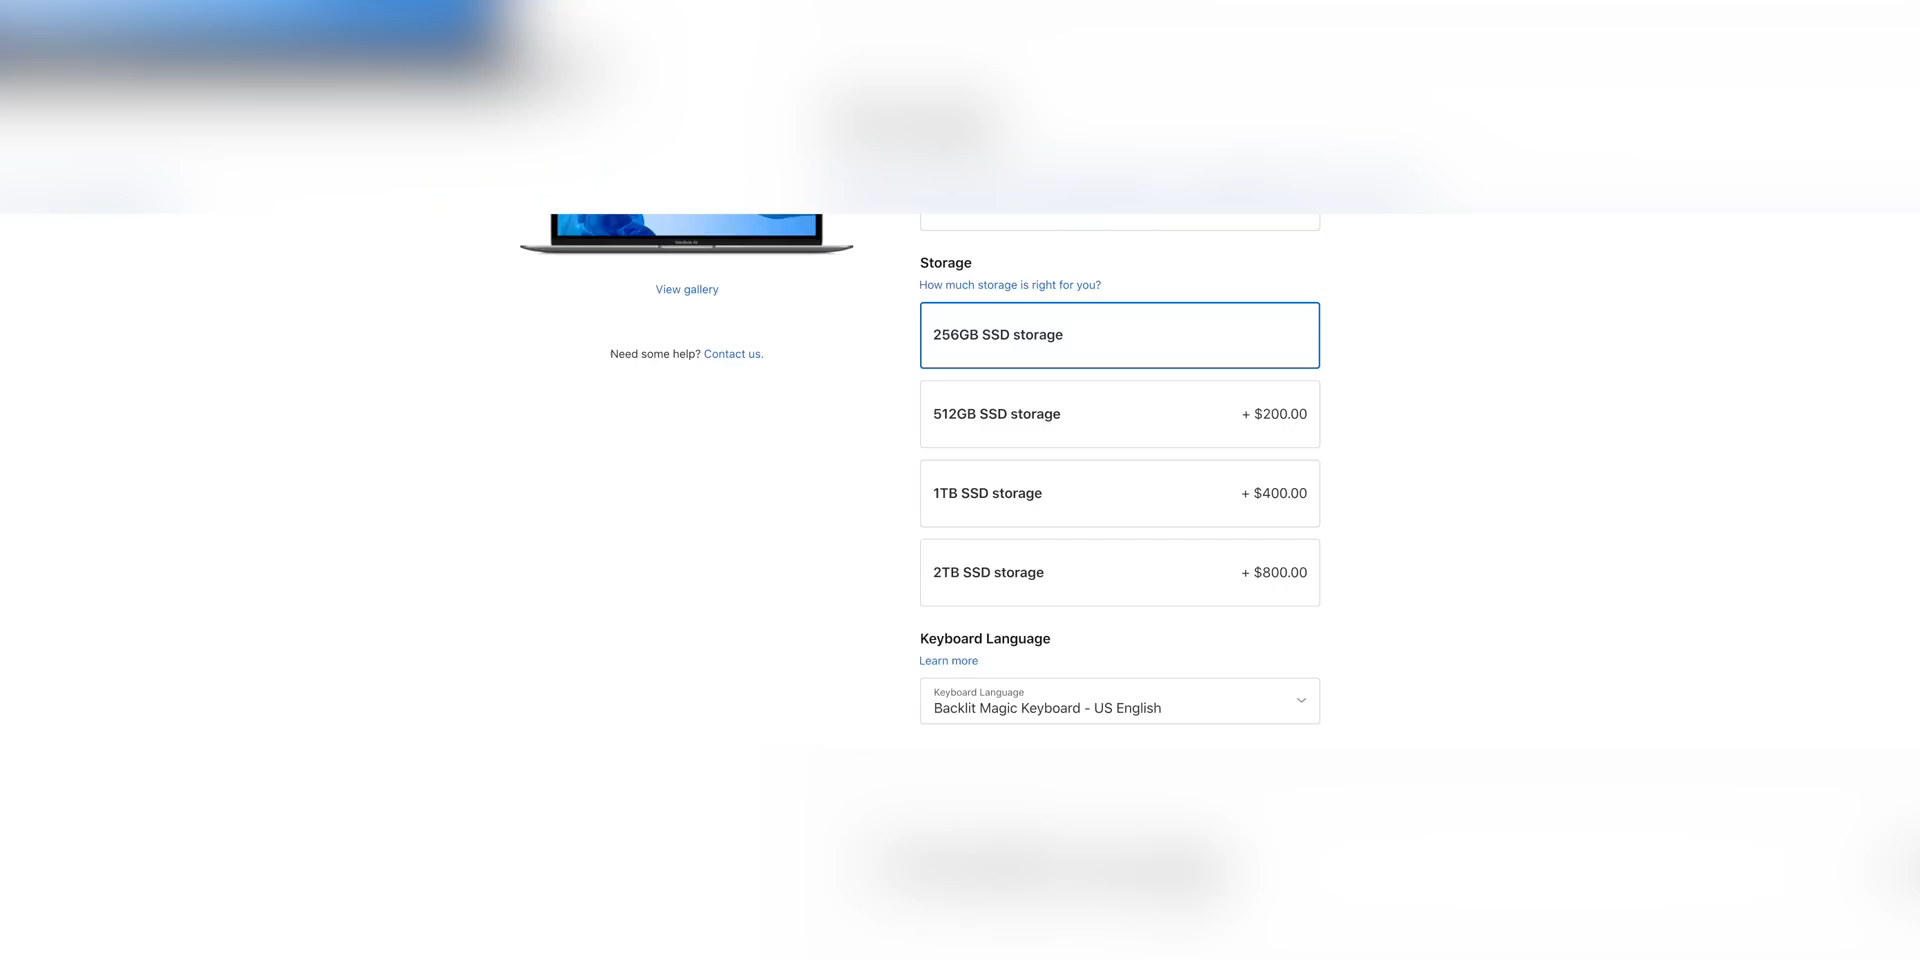 MacBook Air
View gallery
Need some help? Contact us.
Storage
How much storage is right for you?
256GB SSD storage
512GB SSD storage + $200.00
1TB SSD storage + $400.00
2TB SSD storage + $800.00
Keyboard Language
Learn more
Keyboard Language
Backlit Magic Keyboard - US English